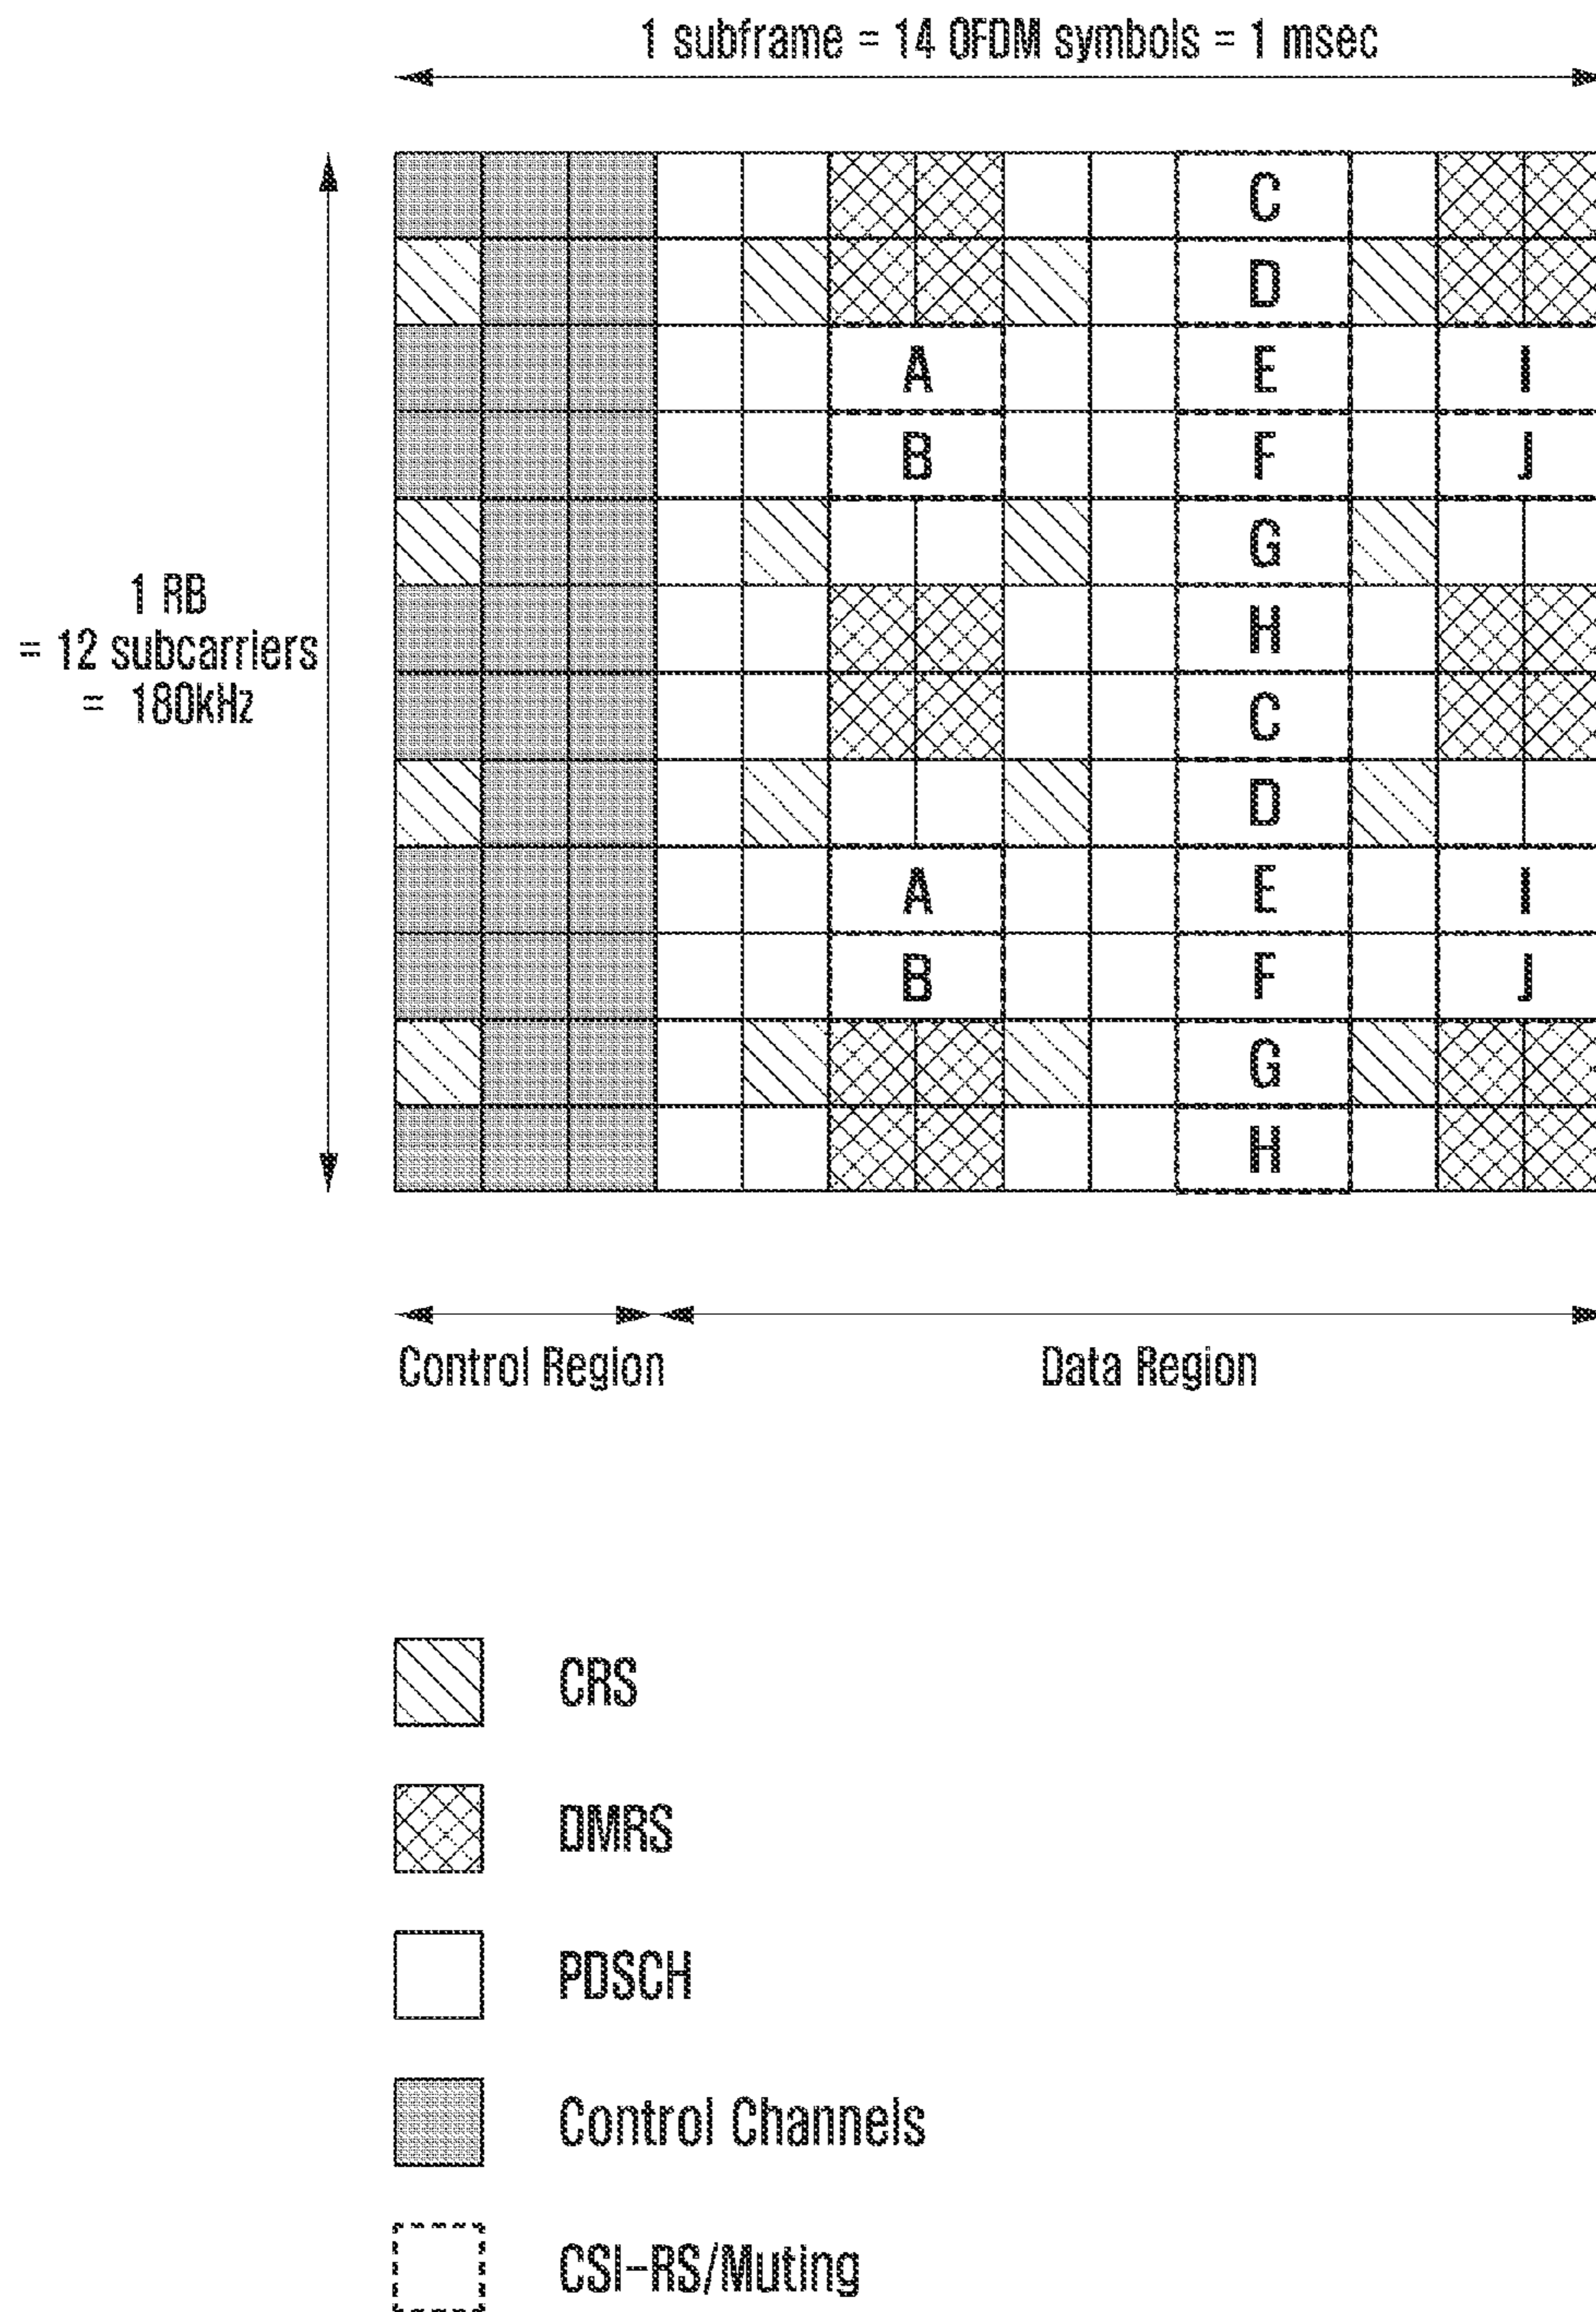 1 subframe = 14 OFDM symbols = 1 msec
C
D
A E I
B F J
G
1 RB
= 12 subcarriers
= 180kHz
H
C
D
A E I
B F J
G
H
Control Region Data Region
CRS
DMRS
PDSCH
Control Channels
CSI-RS/Muting